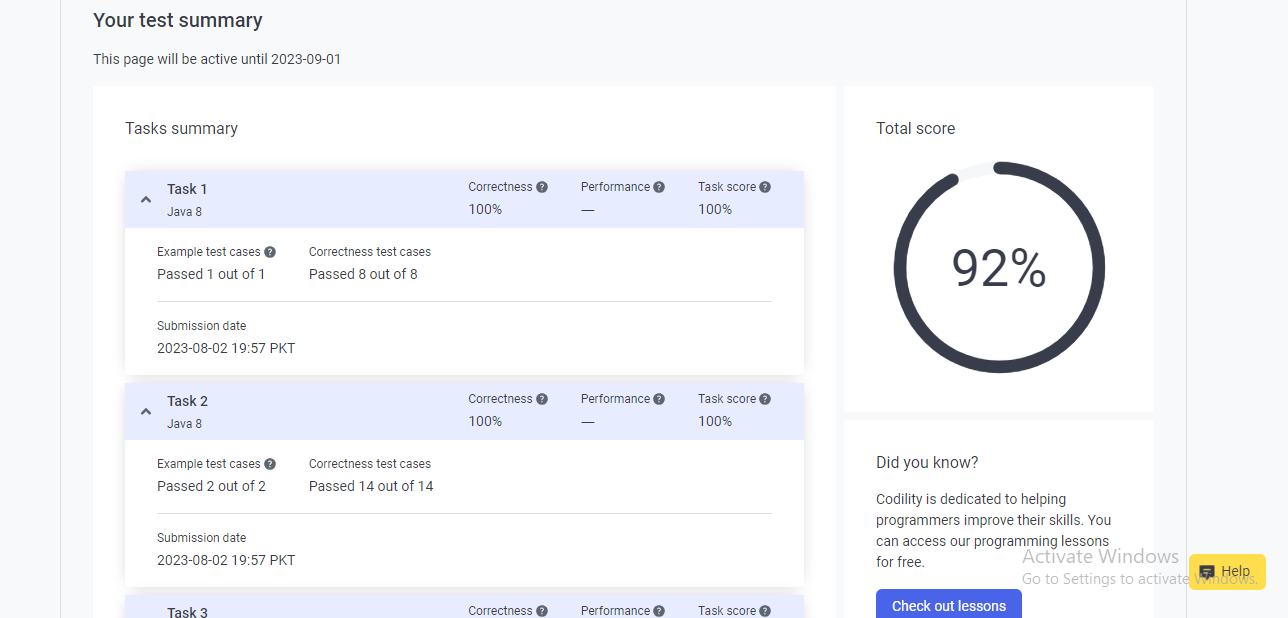 Your test summary
This page will be active until 2023-09-01
Tasks summary
Task 1
Java 8
Correctness ?
100%
Performance ?
—
Task score ?
100%
Example test cases ?
Passed 1 out of 1
Correctness test cases
Passed 8 out of 8
Submission date
2023-08-02 19:57 PKT
Task 2
Java 8
Correctness ?
100%
Performance ?
—
Task score ?
100%
Example test cases ?
Passed 2 out of 2
Correctness test cases
Passed 14 out of 14
Submission date
2023-08-02 19:57 PKT
Task 3
Correctness ?
Performance ?
Task score ?
Total score
92%
Did you know?
Codility is dedicated to helping
programmers improve their skills. You
can access our programming lessons
for free.
Check out lessons
Activate Windows
Go to Settings to activate Windows.
Help